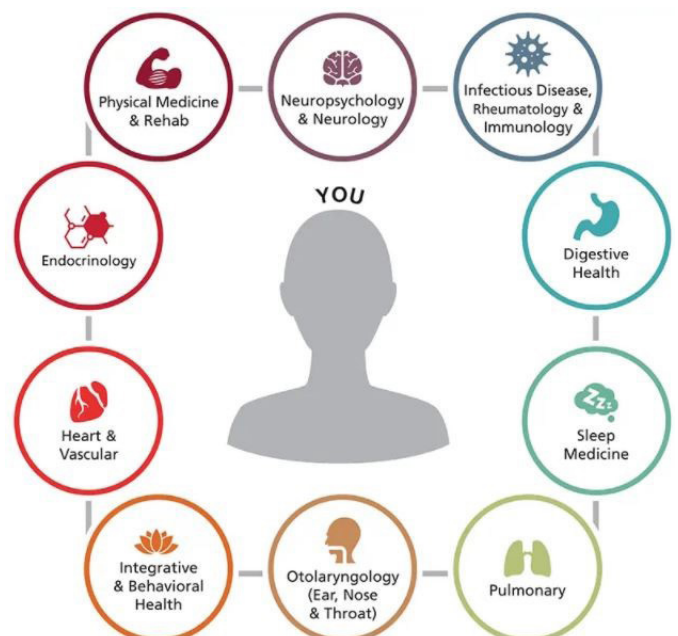 Physical Medicine
& Rehab
Neuropsychology
& Neurology
Infectious Disease,
Rheumatology &
Immunology
YOU
Endocrinology
Digestive
Health
Heart &
Vascular
ZZZ
Sleep
Medicine
Integrative
& Behavioral
Health
Otolaryngology
(Ear, Nose
& Throat)
Pulmonary